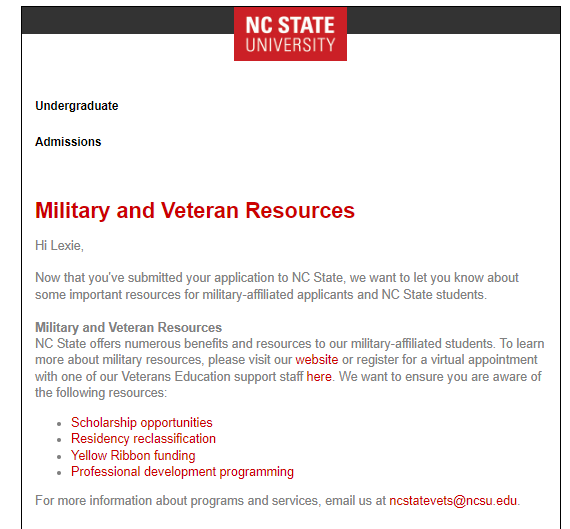 NC STATE
UNIVERSITY
Undergraduate
Admissions
Military and Veteran Resources
Hi Lexie,
Now that you've submitted your application to NC State, we want to let you know about
some important resources for military-affiliated applicants and NC State students.
Military and Veteran Resources
NC State offers numerous benefits and resources to our military-affiliated students. To learn
more about military resources, please visit our website or register for a virtual appointment
with one of our Veterans Education support staff here. We want to ensure you are aware of
the following resources:
• Scholarship opportunities
• Residency reclassification
• Yellow Ribbon funding
• Professional development programming
For more information about programs and services, email us at ncstatevets@ncsu.edu.